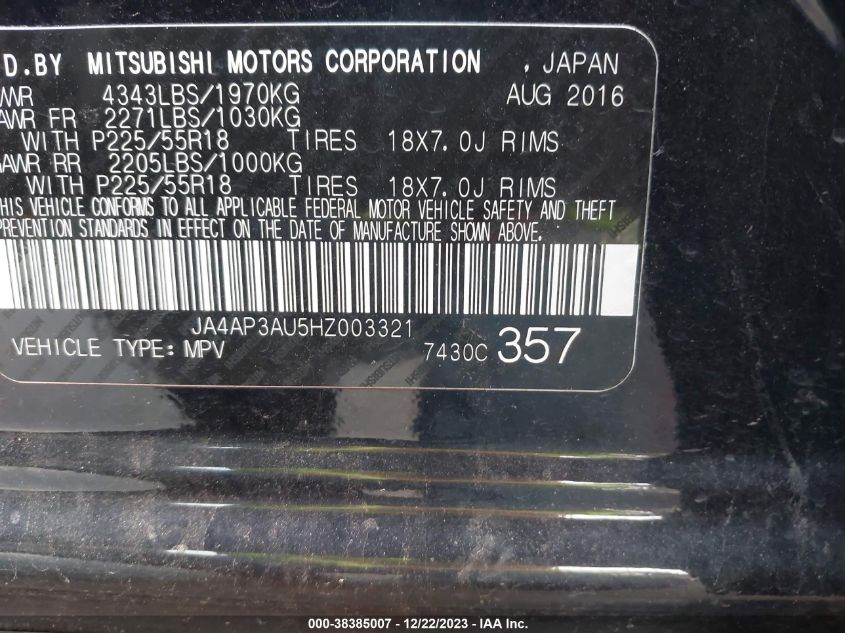 D.BY MITSUBISHI MOTORS CORPORATION , JAPAN
WR 4343LBS/1970KG AUG 2016
AWR FR 2271LBS/1030KG
WITH P225/55R18 TIRES 18X7.0J RIMS
AWR RR 2205LBS/1000KG
WITH P225/55R18 TIRES 18X7.0J RIMS
HIS VEHICLE CONFORMS TO ALL APPLICABLE FEDERAL MOTOR VEHICLE SAFETY AND THEFT
PREVENTION STANDARDS IN EFFECT ON THE DATE OF MANUFACTURE SHOWN ABOVE.
JA4AP3AU5HZ003321
VEHICLE TYPE: MPV 7430C 357
000-38385007 - 12/22/2023 - IAA Inc.